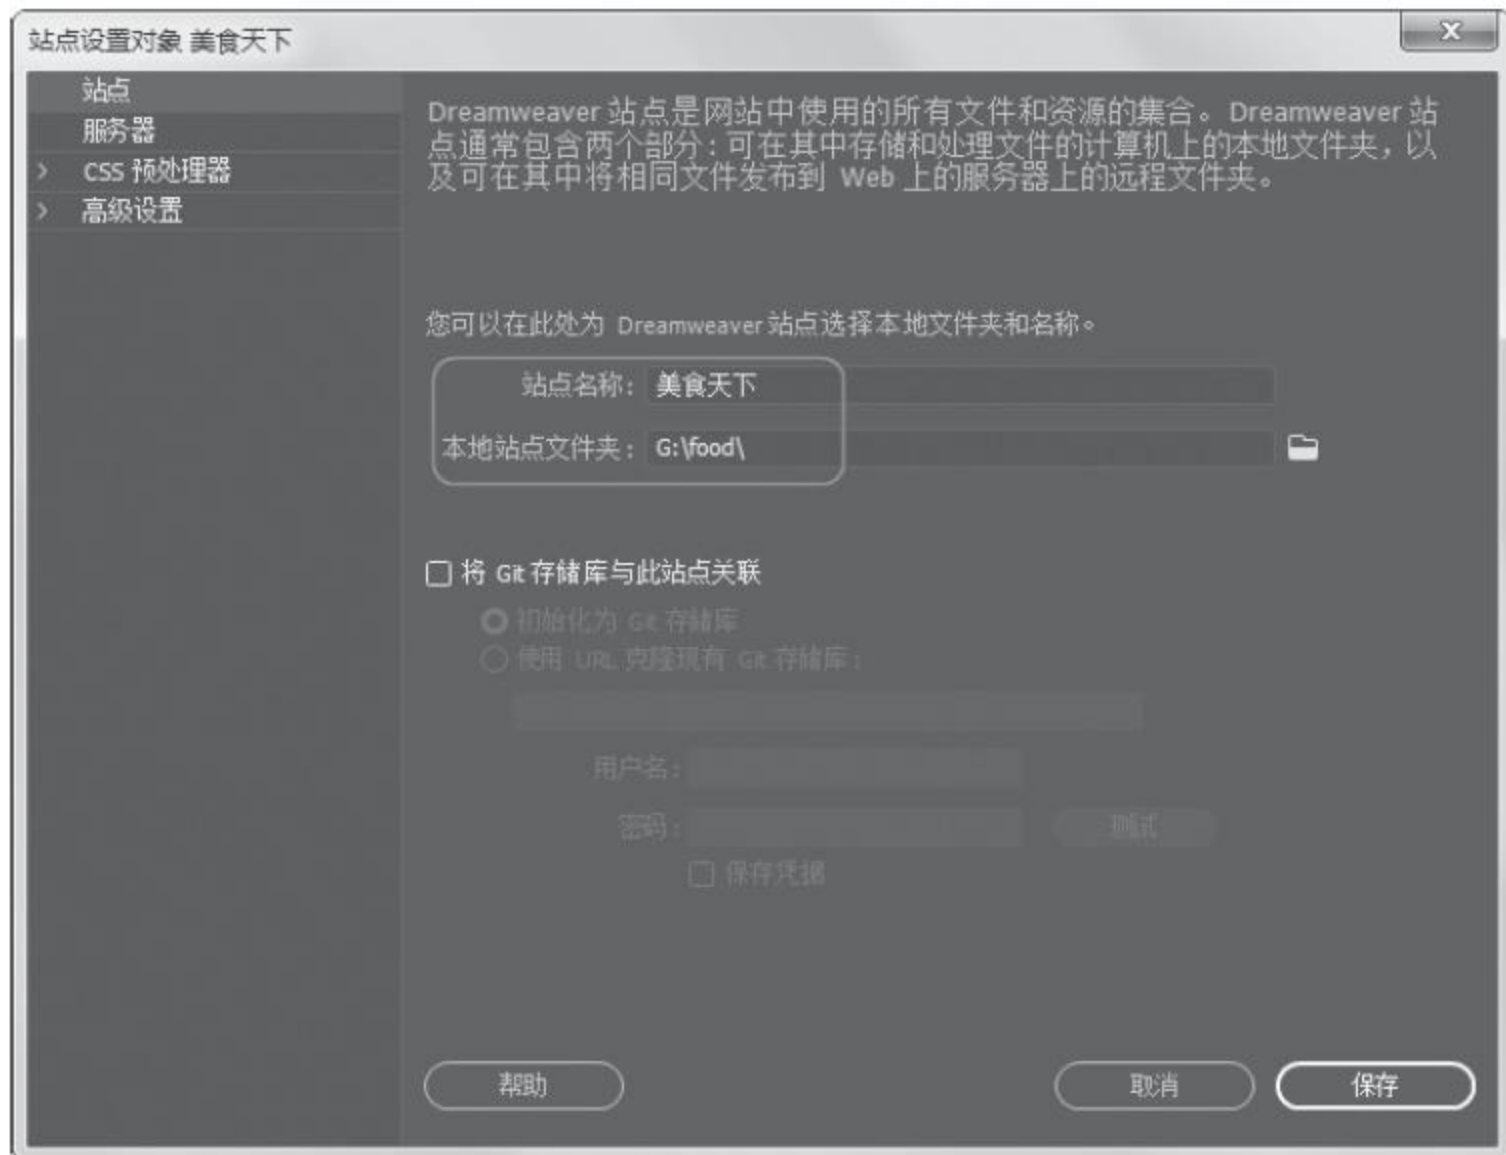 站点设置对象 美食天下
站点
服务器
CSS 预处理器
高级设置
Dreamweaver 站点是网站中使用的所有文件和资源的集合。Dreamweaver 站
点通常包含两个部分：可在其中存储和处理文件的计算机上的本地文件夹，以
及可在其中将相同文件发布到 Web 上的服务器上的远程文件夹。
您可以在此处为 Dreamweaver 站点选择本地文件夹和名称。
站点名称： 美食天下
本地站点文件夹： G:\food\
将 Git 存储库与此站点关联
初始化为 Git 存储库
使用 URL 克隆现有 Git 存储库：
用户名：
密码： 测试
保存凭据
帮助 取消 保存